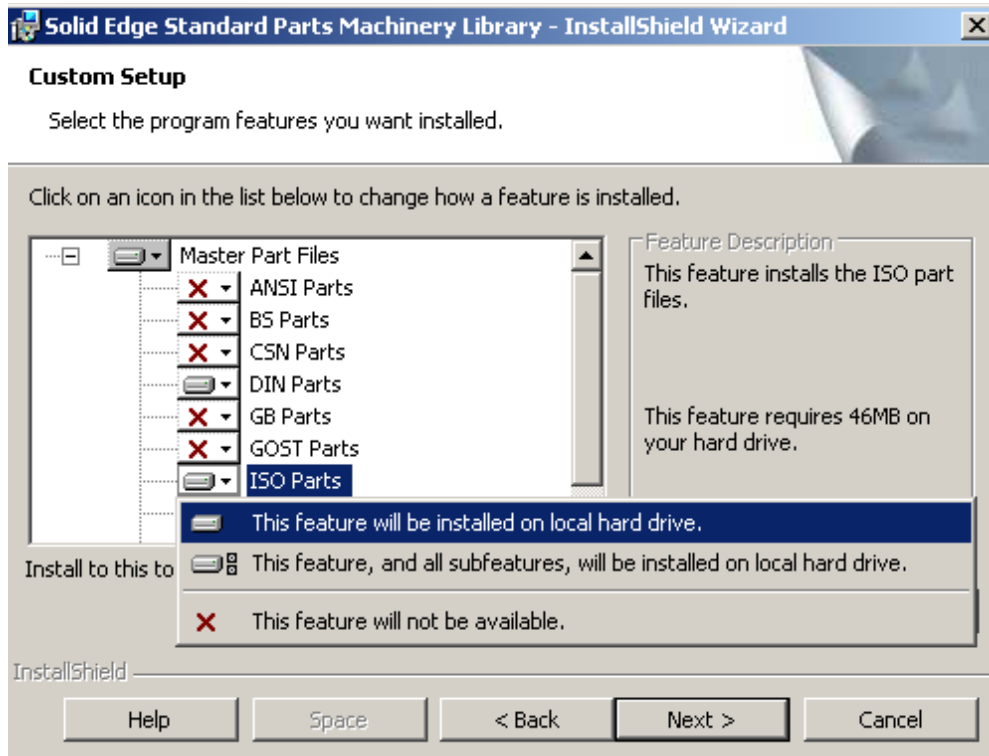 Solid Edge Standard Parts Machinery Library - InstallShield Wizard
Custom Setup
Select the program features you want installed.
Click on an icon in the list below to change how a feature is installed.
Master Part Files
ANSI Parts
BS Parts
CSN Parts
DIN Parts
GB Parts
GOST Parts
ISO Parts
Feature Description
This feature installs the ISO part
files.
This feature requires 46MB on
your hard drive.
This feature will be installed on local hard drive.
This feature, and all subfeatures, will be installed on local hard drive.
This feature will not be available.
Install to this to
InstallShield
Help
Space
< Back
Next >
Cancel